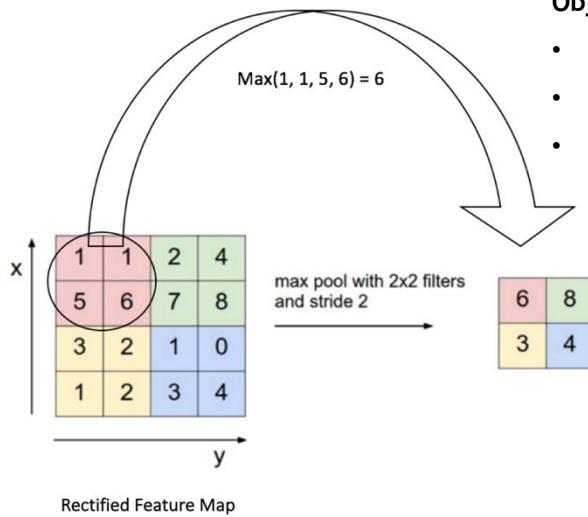 Max(1, 1, 5, 6) = 6
•
•
•
x
1 1 2 4
5 6 7 8
3 2 1 0
1 2 3 4
y
max pool with 2x2 filters
and stride 2
6 8
3 4
Rectified Feature Map